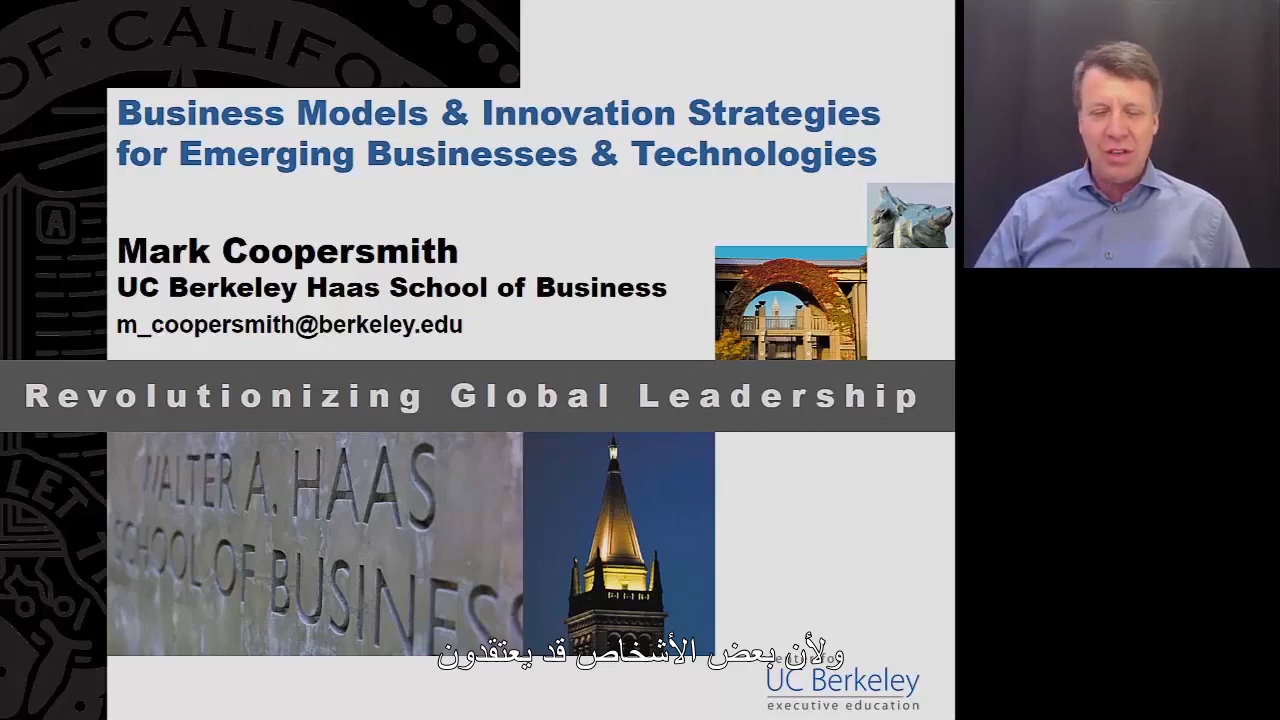 OF · CALIFO
A
LET T
Business Models & Innovation Strategies
for Emerging Businesses & Technologies
Mark Coopersmith
UC Berkeley Haas School of Business
m_coopersmith@berkeley.edu
Revolutionizing Global Leadership
WALTER A. HAAS
SCHOOL OF BUSINESS
ولأن بعض الأشخاص قد يعتقدون
UC Berkeley
executive education